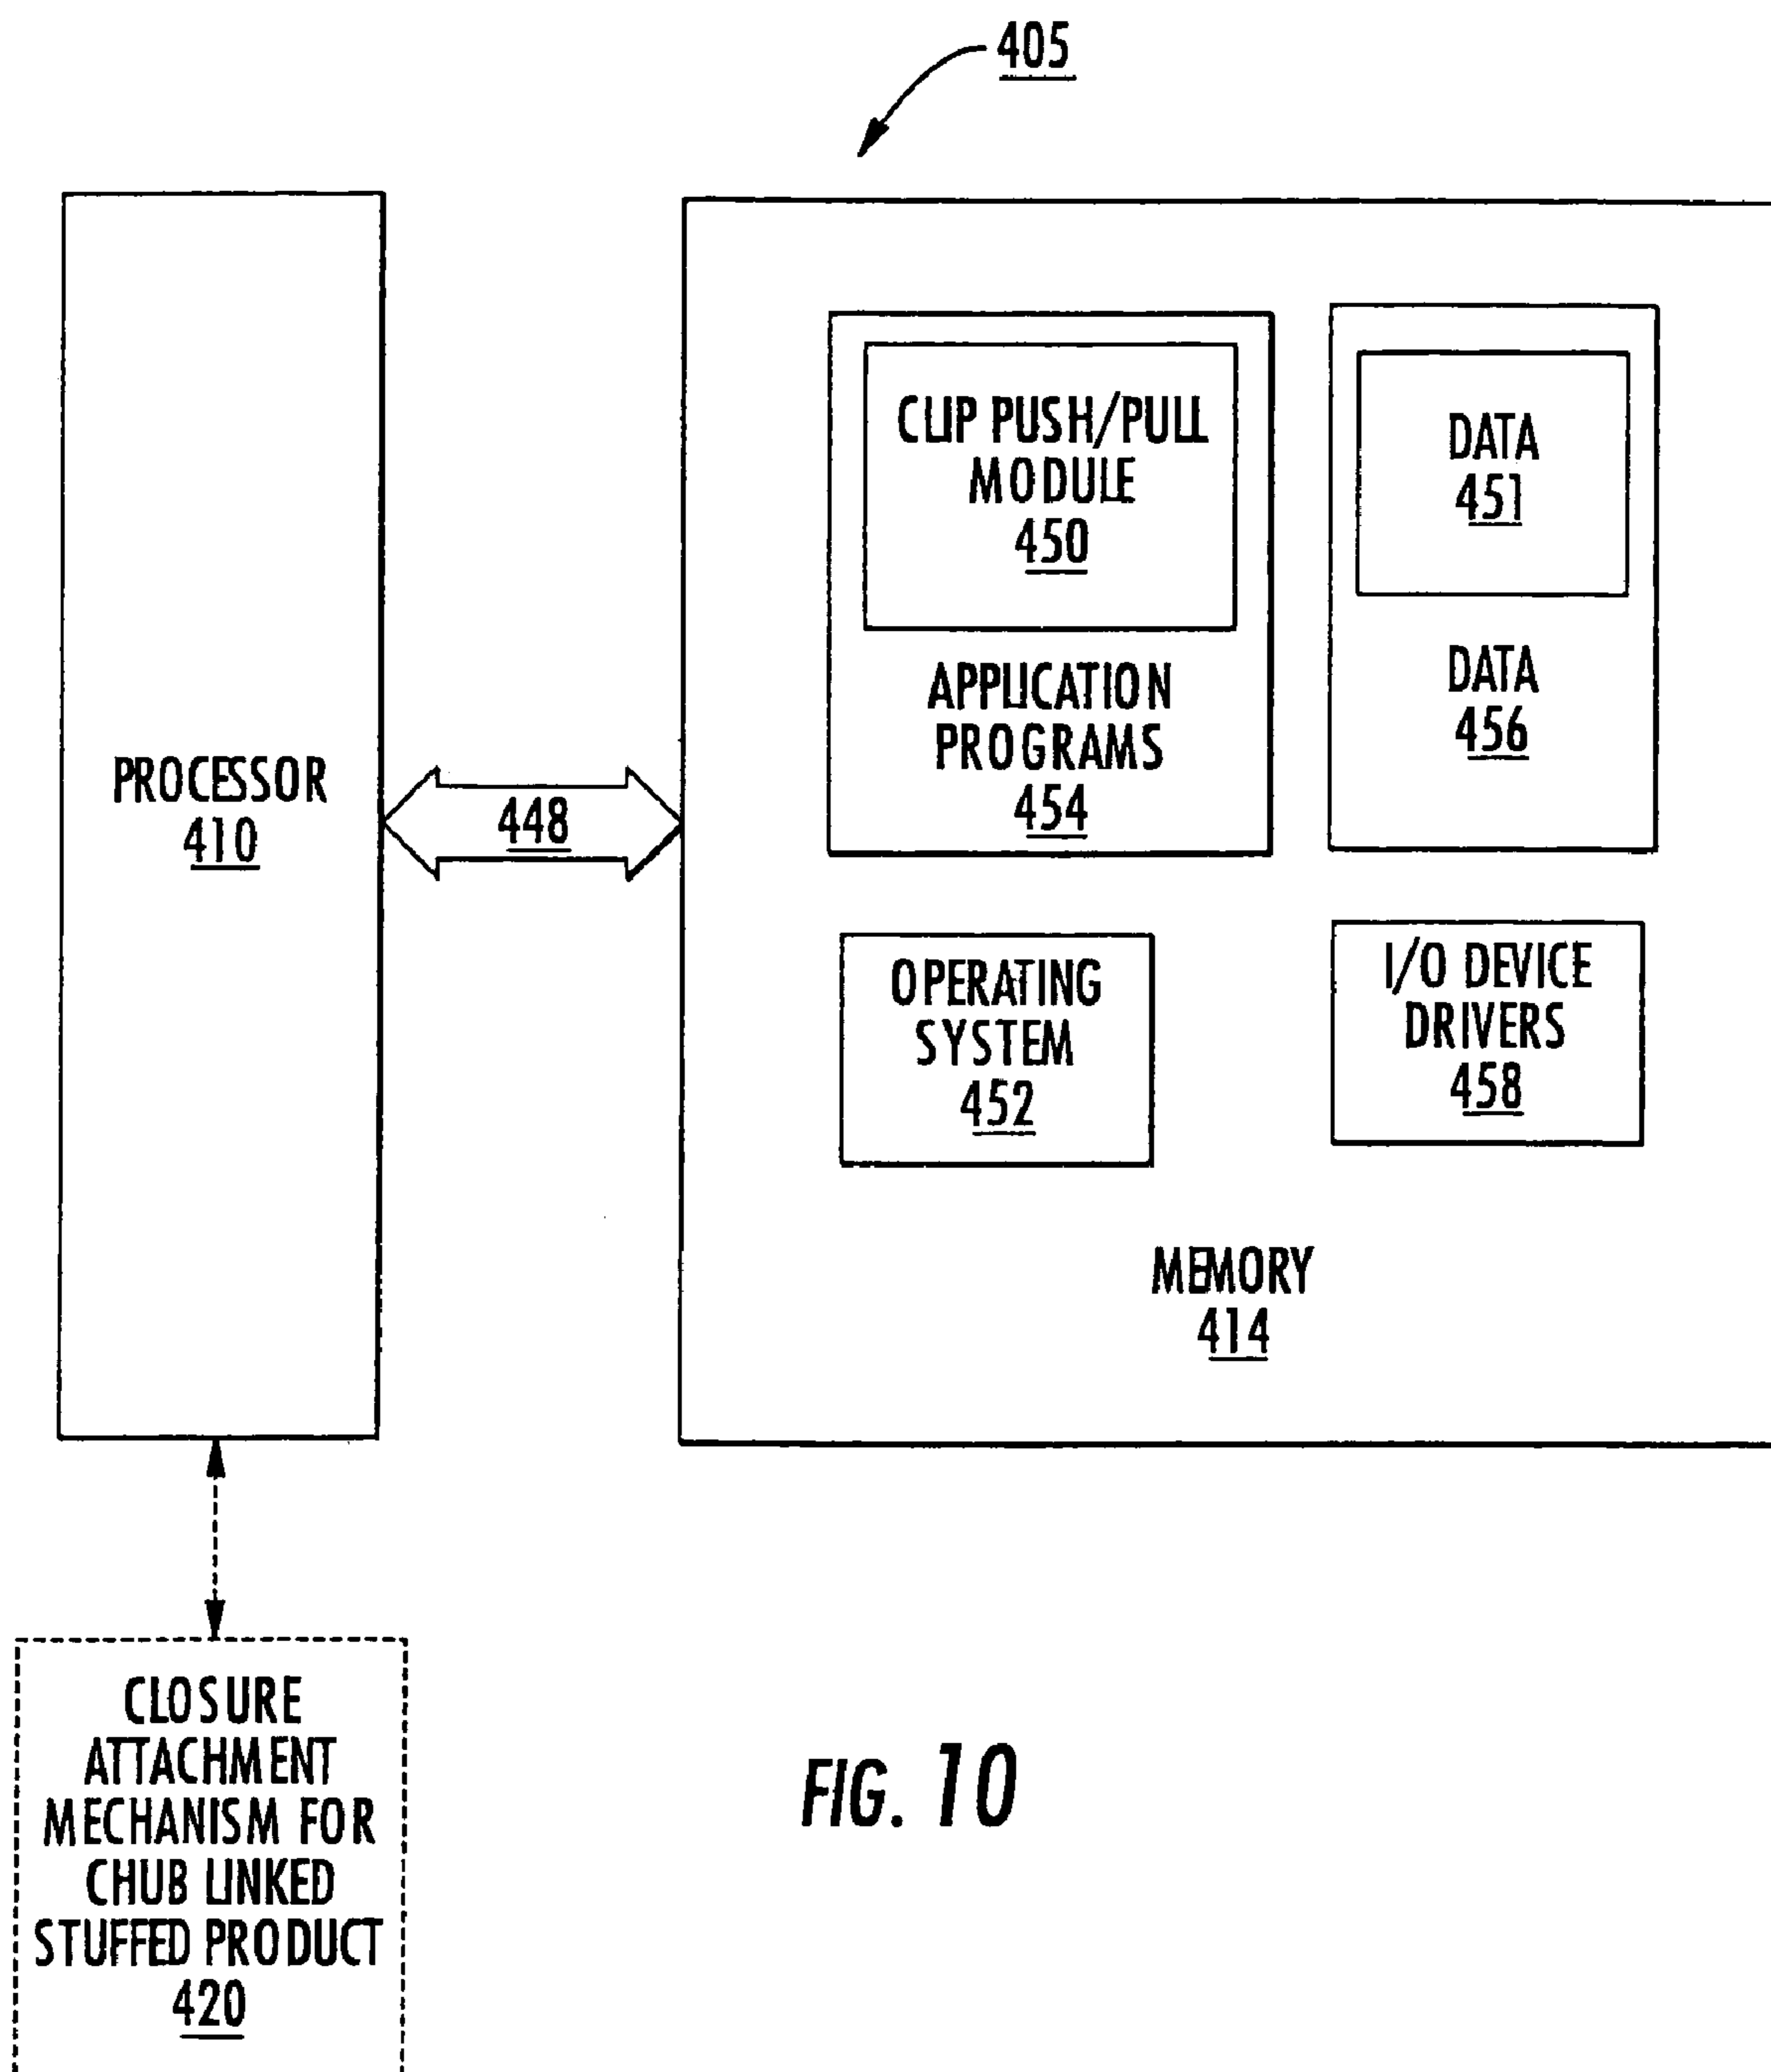 405
PROCESSOR
410
448
CLIP PUSH/PULL
MODULE
450
APPLICATION
PROGRAMS
454
DATA
451
DATA
456
OPERATING
SYSTEM
452
I/O DEVICE
DRIVERS
458
MEMORY
414
CLOSURE
ATTACHMENT
MECHANISM FOR
CHUB LINKED
STUFFED PRODUCT
420
FIG. 10